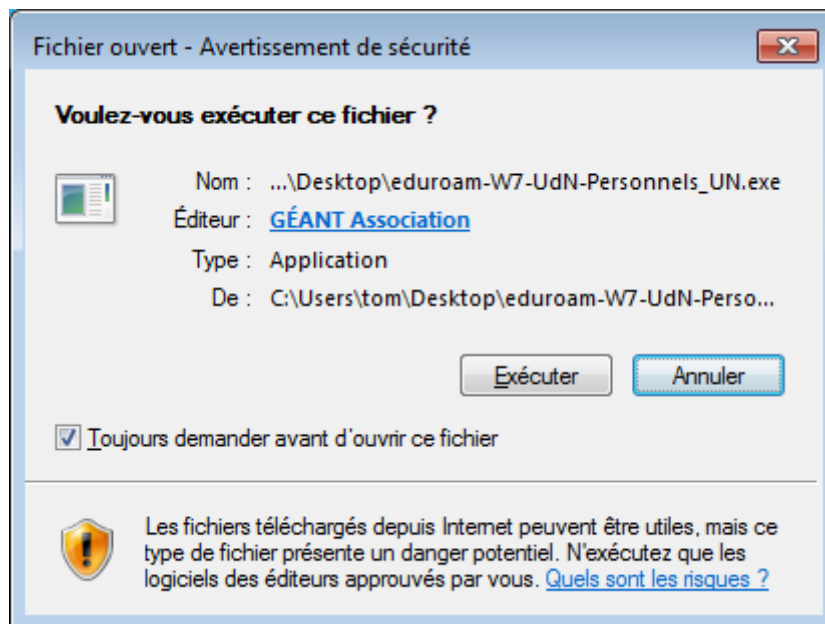 Fichier ouvert - Avertissement de sécurité
Voulez-vous exécuter ce fichier ?
Nom : ...\Desktop\eduroam-W7-UdN-Personnels_UN.exe
Éditeur : GÉANT Association
Type : Application
De : C:\Users\tom\Desktop\eduroam-W7-UdN-Perso...
Exécuter Annuler
Toujours demander avant d'ouvrir ce fichier
Les fichiers téléchargés depuis Internet peuvent être utiles, mais ce
type de fichier présente un danger potentiel. N'exécutez que les
logiciels des éditeurs approuvés par vous. Quels sont les risques ?